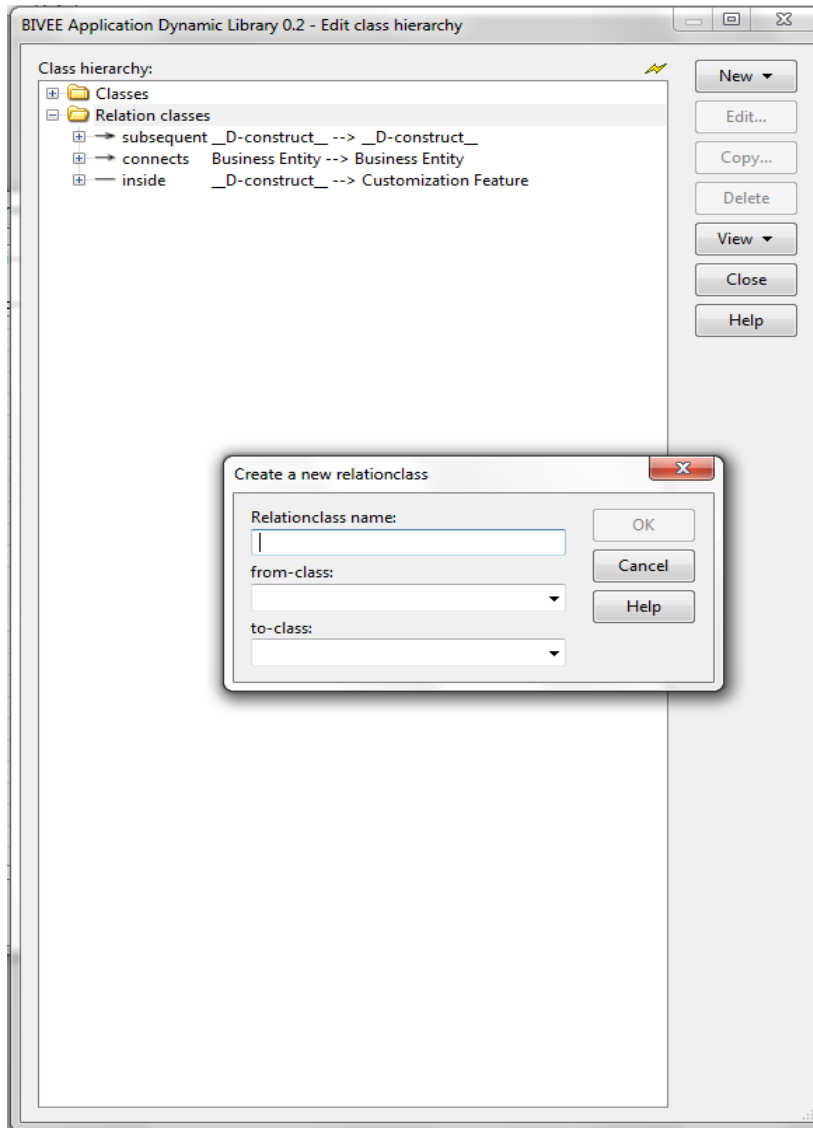 BIVEE Application Dynamic Library 0.2 - Edit class hierarchy
Class hierarchy:
Classes
Relation classes
subsequent __D-construct__ --> __D-construct__
connects Business Entity --> Business Entity
inside __D-construct__ --> Customization Feature
New
Edit...
Copy...
Delete
View
Close
Help
Create a new relationclass
Relationclass name:
from-class:
to-class:
OK
Cancel
Help